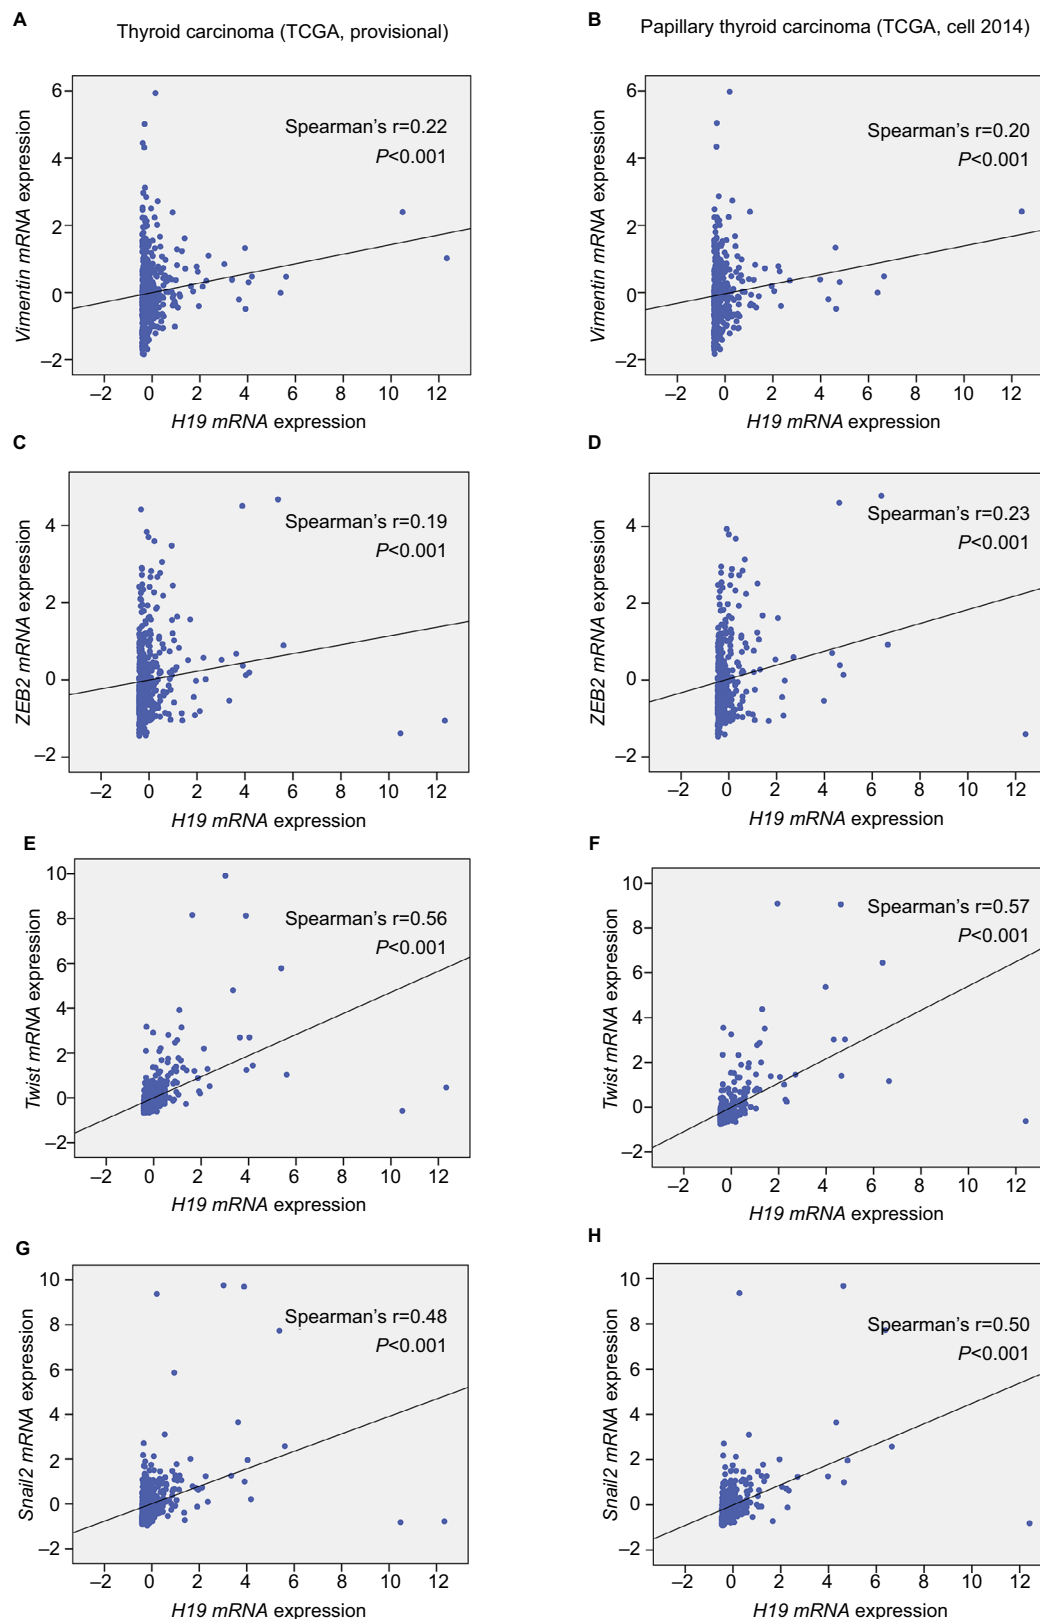 A
Thyroid carcinoma (TCGA, provisional)
Vimentin mRNA expression
6
4
2
0
–2
Spearman's r=0.22
P<0.001
–2 0 2 4 6 8 10 12
H19 mRNA expression
B
Papillary thyroid carcinoma (TCGA, cell 2014)
Vimentin mRNA expression
6
4
2
0
–2
Spearman's r=0.20
P<0.001
–2 0 2 4 6 8 10 12
H19 mRNA expression
C
ZEB2 mRNA expression
4
2
0
–2
Spearman's r=0.19
P<0.001
–2 0 2 4 6 8 10 12
H19 mRNA expression
D
ZEB2 mRNA expression
4
2
0
–2
Spearman's r=0.23
P<0.001
–2 0 2 4 6 8 10 12
H19 mRNA expression
E
Twist mRNA expression
10
8
6
4
2
0
–2
Spearman's r=0.56
P<0.001
–2 0 2 4 6 8 10 12
H19 mRNA expression
F
Twist mRNA expression
10
8
6
4
2
0
–2
Spearman's r=0.57
P<0.001
–2 0 2 4 6 8 10 12
H19 mRNA expression
G
Snail2 mRNA expression
10
8
6
4
2
0
–2
Spearman's r=0.48
P<0.001
–2 0 2 4 6 8 10 12
H19 mRNA expression
H
Snail2 mRNA expression
10
8
6
4
2
0
–2
Spearman's r=0.50
P<0.001
–2 0 2 4 6 8 10 12
H19 mRNA expression